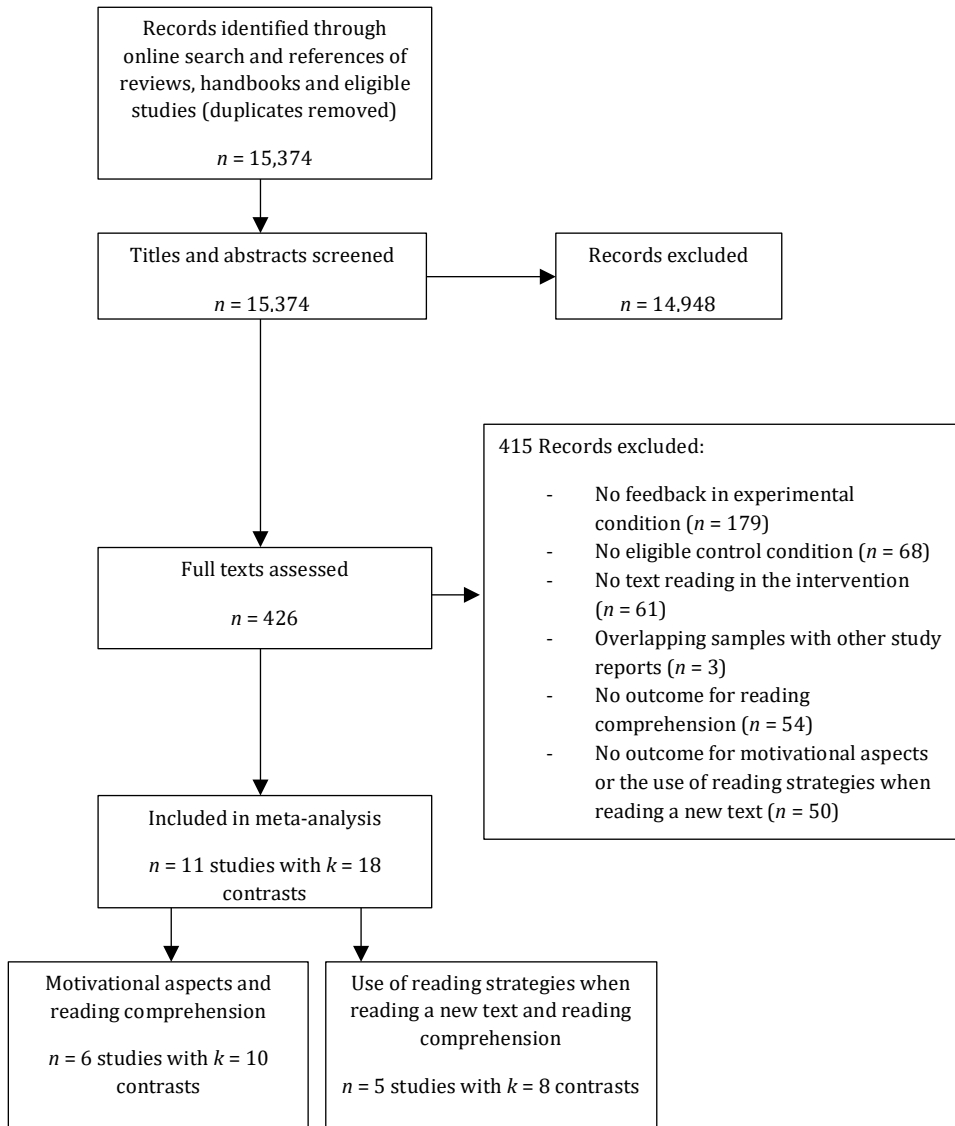 Records identified through
online search and references of
reviews, handbooks and eligible
studies (duplicates removed)
n = 15,374
Titles and abstracts screened
n = 15.374
Records excluded
n = 14.948
415 Records excluded:
- No feedback in experimental
condition (n = 179)
- No eligible control condition (n = 68)
- No text reading in the intervention
(n = 61)
- Overlapping samples with other study
reports (n = 3)
- No outcome for reading
comprehension (n = 54)
- No outcome for motivational aspects
or the use of reading strategies when
reading a new text (n = 50)
Full texts assessed
n = 426
Included in meta-analysis
n = 11 studies with k = 18
contrasts
Motivational aspects and
reading comprehension
n = 6 studies with k = 10
contrasts
Use of reading strategies when
reading a new text and reading
comprehension
n = 5 studies with k = 8 contrasts